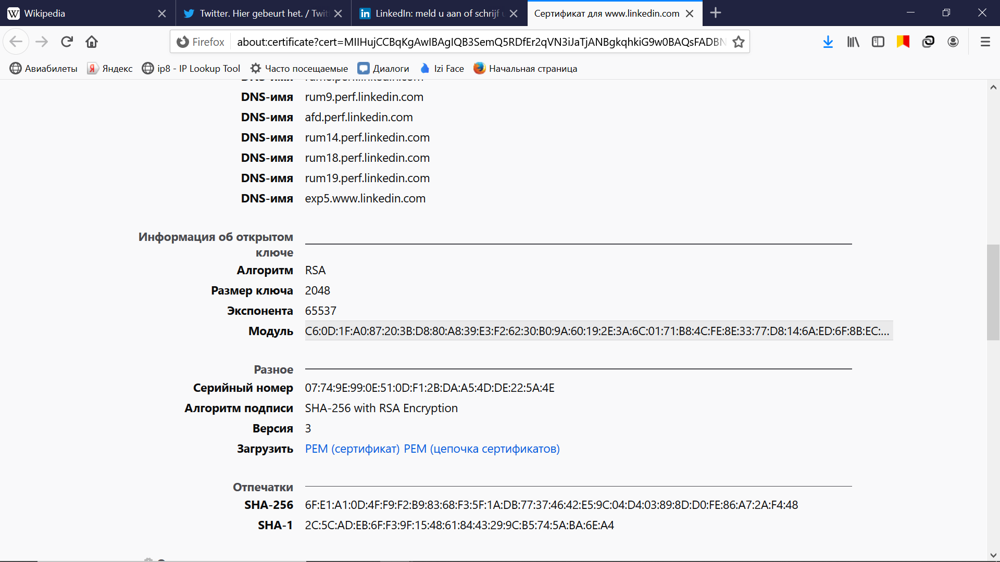 Wikipedia
Twitter. Hier gebeurt het. / Twit
LinkedIn: meld u aan of schrijf
Сертификат для www.linkedin.com
Firefox
about:certificate?cert=MIIHujCCBqKgAwIBAgIQB3SemQ5RDfEr2qVN3iJaTjANBgkqhkiG9w0BAQsFADBN
Авиабилеты
Яндекс
ip8 - IP Lookup Tool
Часто посещаемые
Диалоги
Izi Face
Начальная страница
DNS-имя rum9.perf.linkedin.com
DNS-имя afd.perf.linkedin.com
DNS-имя rum14.perf.linkedin.com
DNS-имя rum18.perf.linkedin.com
DNS-имя rum19.perf.linkedin.com
DNS-имя exp5.www.linkedin.com
Информация об открытом
ключе
Алгоритм RSA
Размер ключа 2048
Экспонента 65537
Модуль C6:0D:1F:A0:87:20:3B:D8:80:A8:39:E3:F2:62:30:B0:9A:60:19:2E:3A:6C:01:71:B8:4C:FE:8E:33:77:D8:14:6A:ED:6F:8B:EC:...
Разное
Серийный номер 07:74:9E:99:0E:51:0D:F1:2B:DA:A5:4D:DE:22:5A:4E
Алгоритм подписи SHA-256 with RSA Encryption
Версия 3
Загрузить PEM (сертификат) PEM (цепочка сертификатов)
Отпечатки
SHA-256 6F:E1:A1:0D:4F:F9:F2:B9:83:68:F3:5F:1A:DB:77:37:46:42:E5:9C:04:D4:03:89:8D:D0:FE:86:A7:2A:F4:48
SHA-1 2C:5C:AD:EB:6F:F3:9F:15:48:61:84:43:29:9C:B5:74:5A:BA:6E:A4